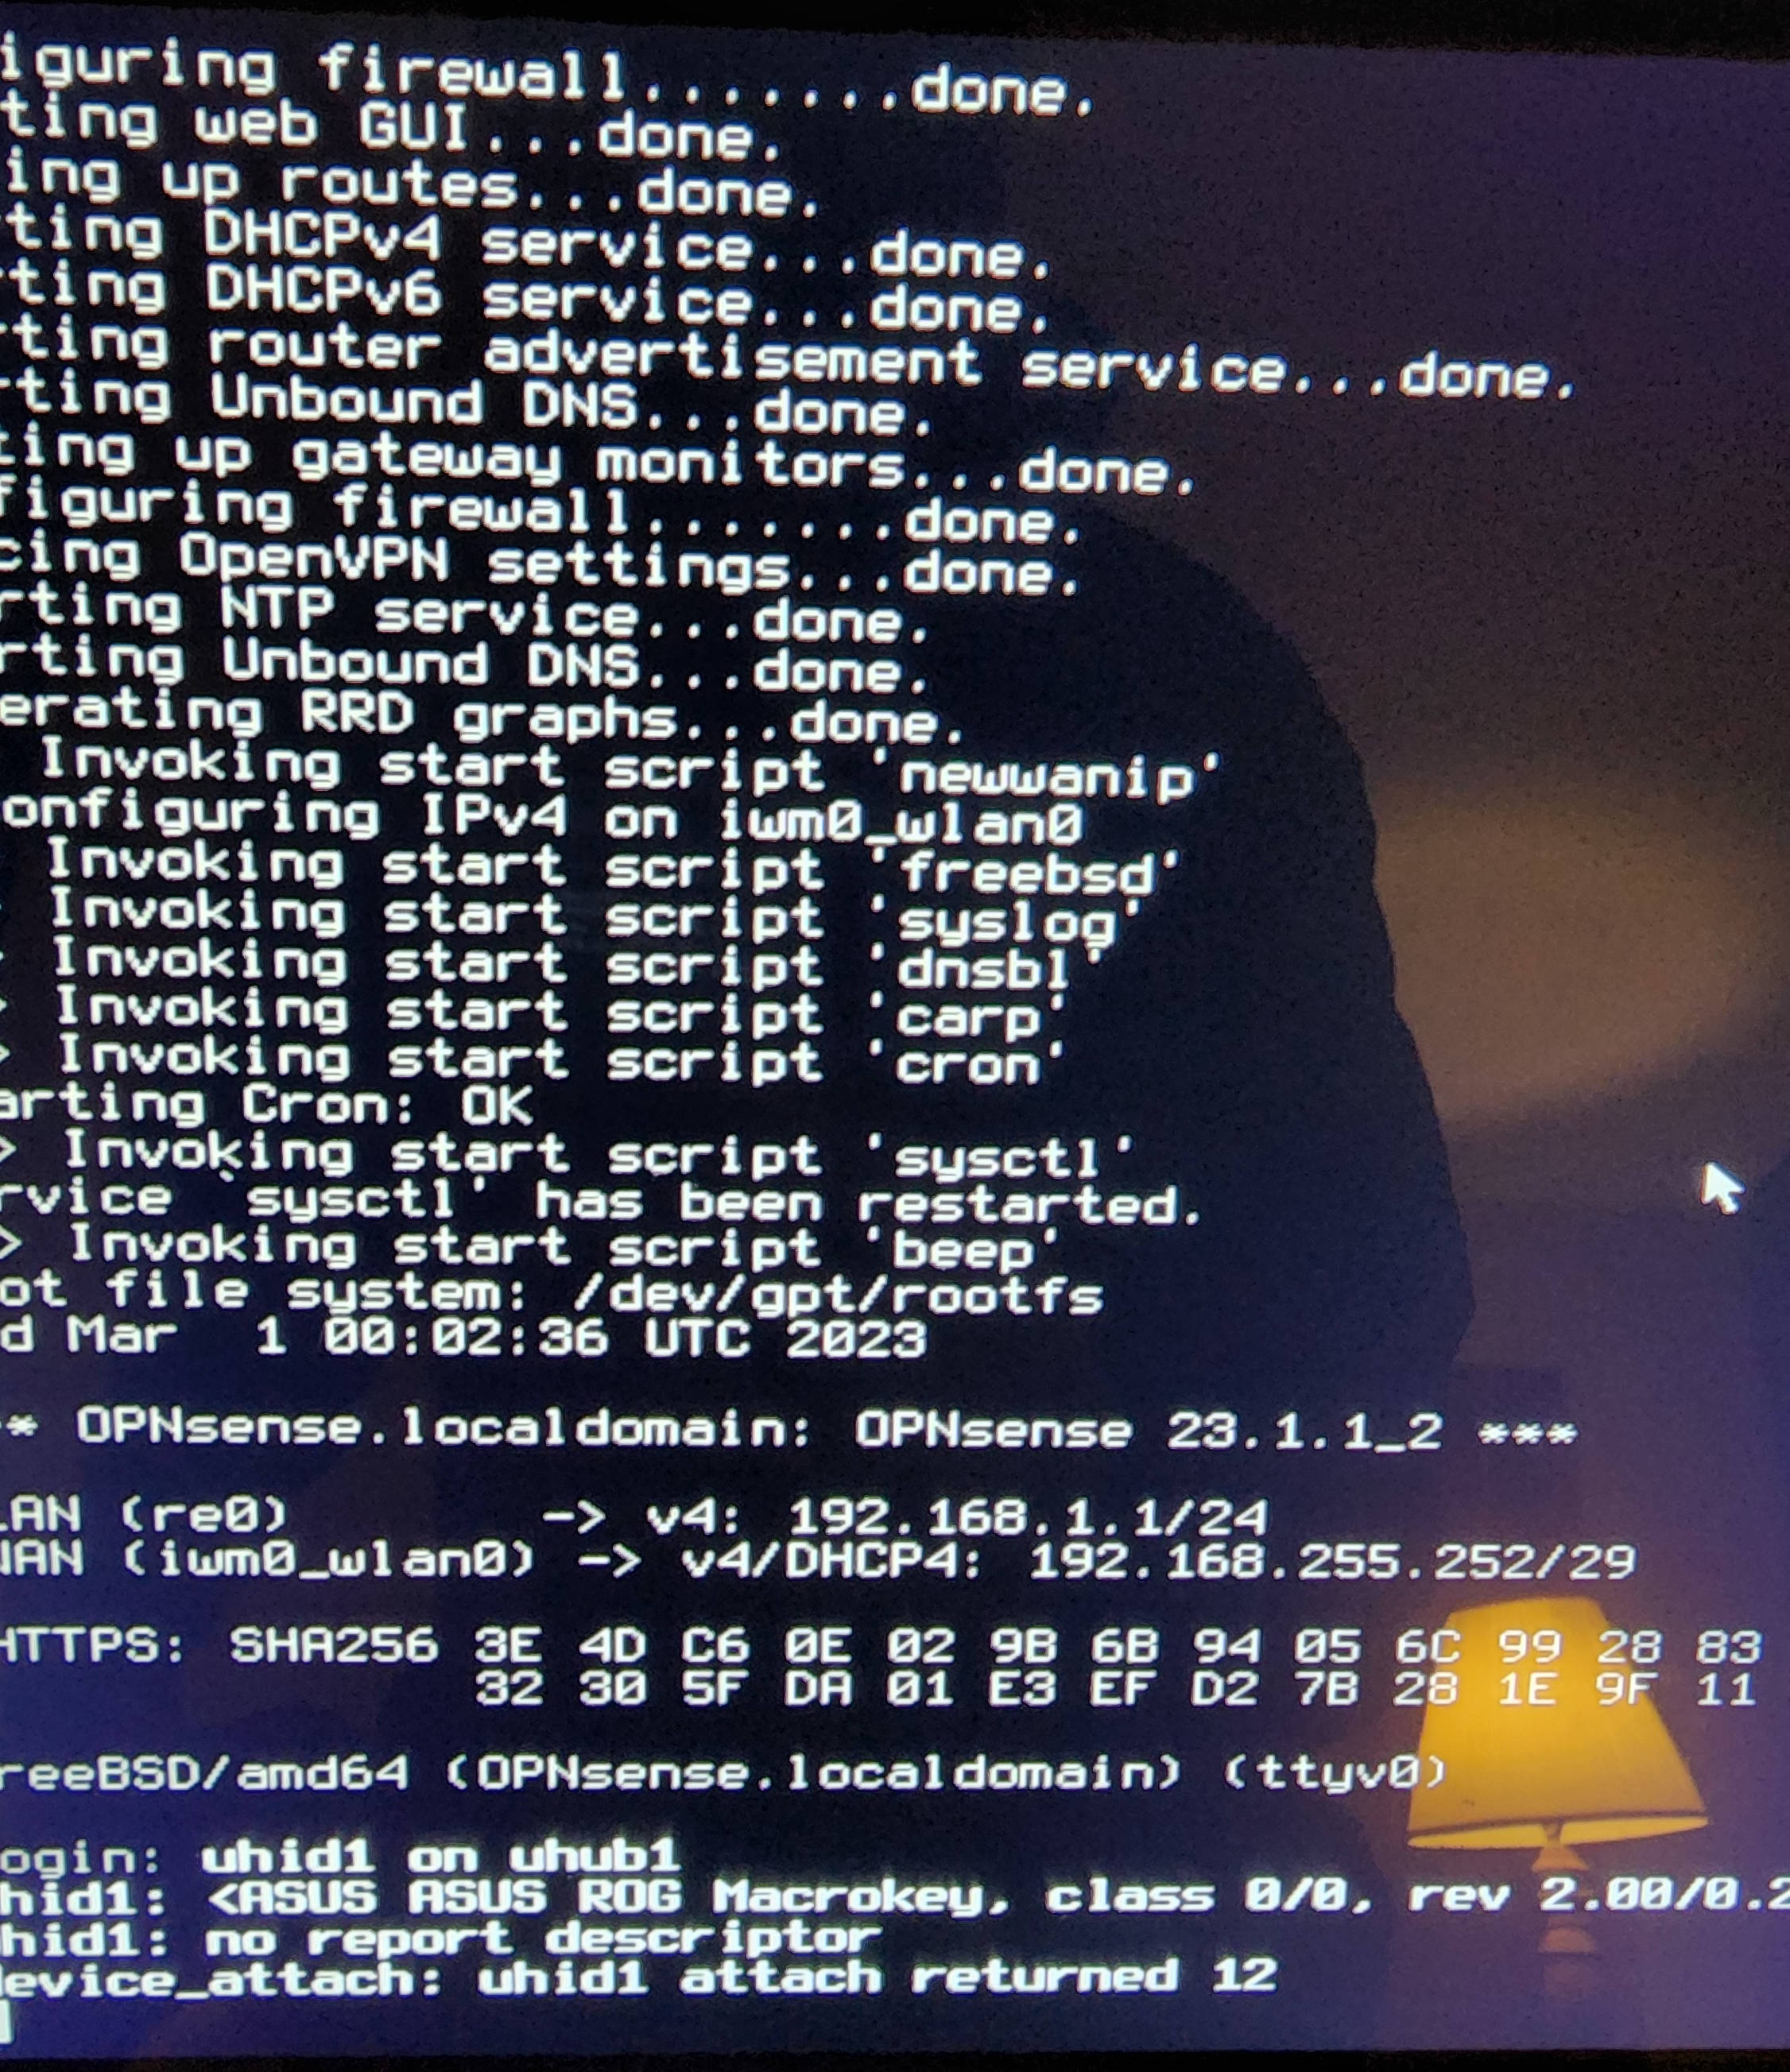 iguring firewall.......done.
ting web GUI...done.
ing up routes...done.
ting DHCPv4 service...done.
ting DHCPv6 service...done.
ting router advertisement service...done.
rting Unbound DNS...done.
ting up gateway monitors...done.
figuring firewall.......done.
cing OpenVPN settings...done.
rting NTP service...done.
rting Unbound DNS...done.
erating RRD graphs...done.
Invoking start script 'newwanip'
onfiguring IPv4 on iwm0_wlan0
Invoking start script 'freebsd'
Invoking start script 'syslog'
Invoking start script 'dnsbl'
> Invoking start script 'carp'
> Invoking start script 'cron'
arting Cron: OK
> Invoking start script 'sysctl'
rvice `sysctl' has been restarted.
> Invoking start script 'beep'
ot file system: /dev/gpt/rootfs
d Mar  1 00:02:36 UTC 2023
** OPNsense.localdomain: OPNsense 23.1.1_2 ***
LAN (re0)       -> v4: 192.168.1.1/24
WAN (iwm0_wlan0) -> v4/DHCP4: 192.168.255.252/29
HTTPS: SHA256 3E 4D C6 0E 02 9B 6B 94 05 6C 99 28 83
32 30 5F DA 01 E3 EF D2 7B 28 1E 9F 11
reeBSD/amd64 (OPNsense.localdomain) (ttyv0)
ogin: uhid1 on uhub1
hid1: <ASUS ASUS ROG Macrokey, class 0/0, rev 2.00/0.2
hid1: no report descriptor
device_attach: uhid1 attach returned 12